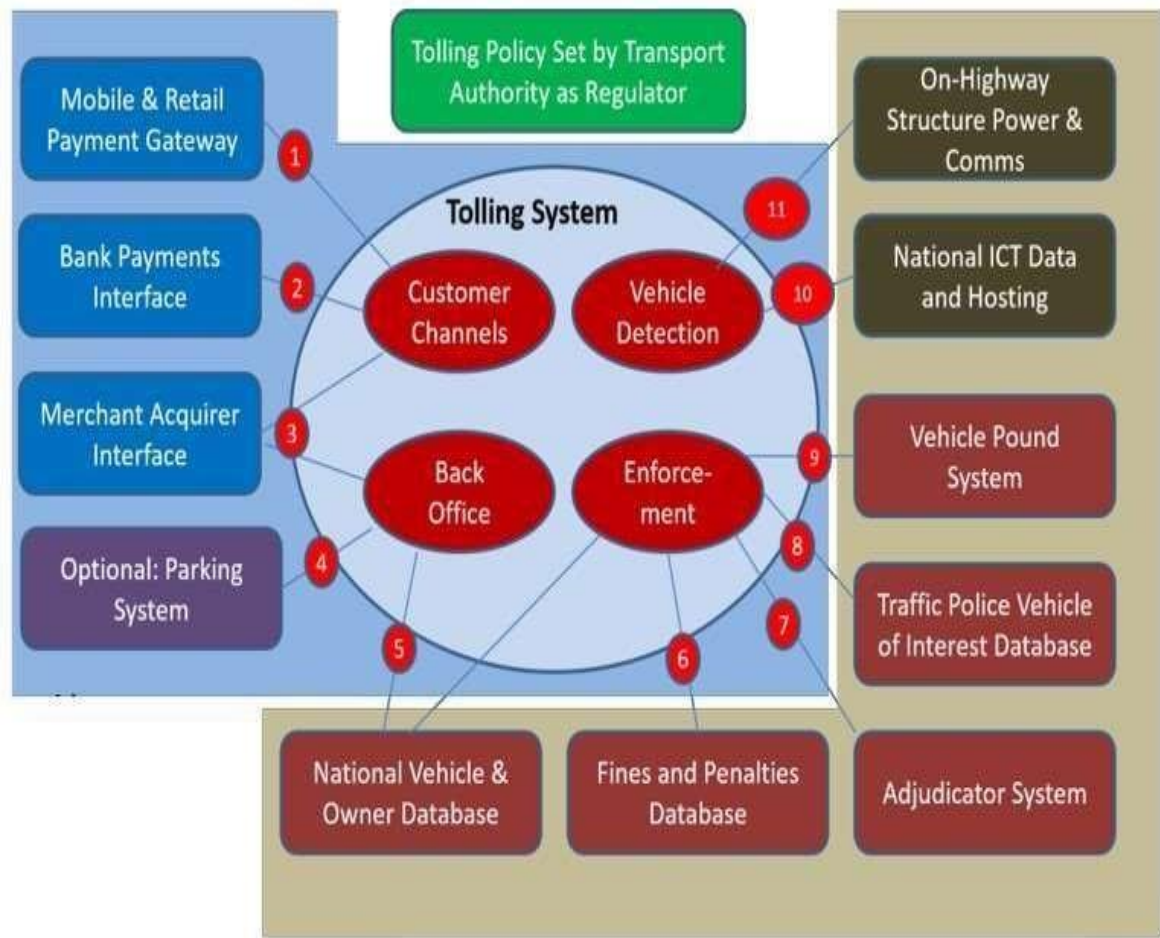 Tolling Policy Set by Transport
Authority as Regulator
Mobile & Retail
Payment Gateway
On-Highway
Structure Power &
Comms
1
11
Tolling System
Bank Payments
Interface
2
Customer
Channels
Vehicle
Detection
10
National ICT Data
and Hosting
Merchant Acquirer
Interface
3
Back
Office
Enforce-
ment
9
Vehicle Pound
System
Optional: Parking
System
4
8
Traffic Police Vehicle
of Interest Database
5
6
7
National Vehicle &
Owner Database
Fines and Penalties
Database
Adjudicator System